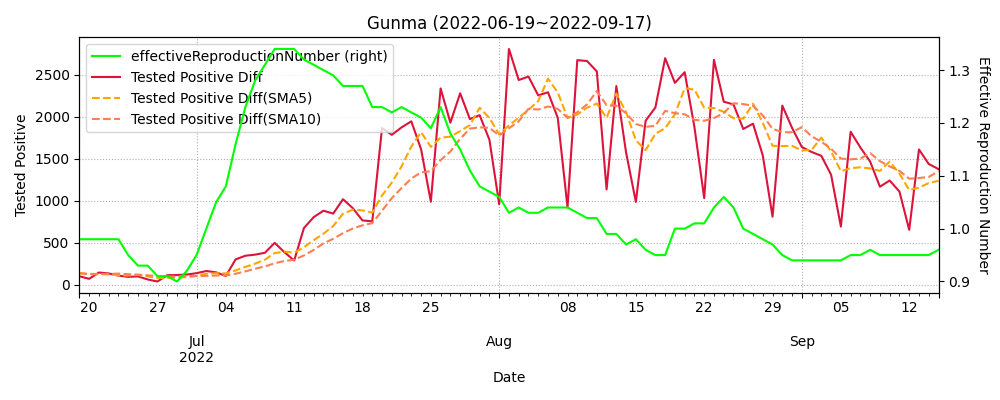 Gunma (2022-06-19~2022-09-17)
effectiveReproductionNumber (right)
Tested Positive Diff
Tested Positive Diff(SMA5)
Tested Positive Diff(SMA10)
Tested Positive
2500
2000
1500
1000
500
0
1.3
1.2
1.1
1.0
0.9
Effective Reproduction Number
20 27 04 11 18 25 08 15 22 29 05 12
Jul Aug Sep
2022
Date